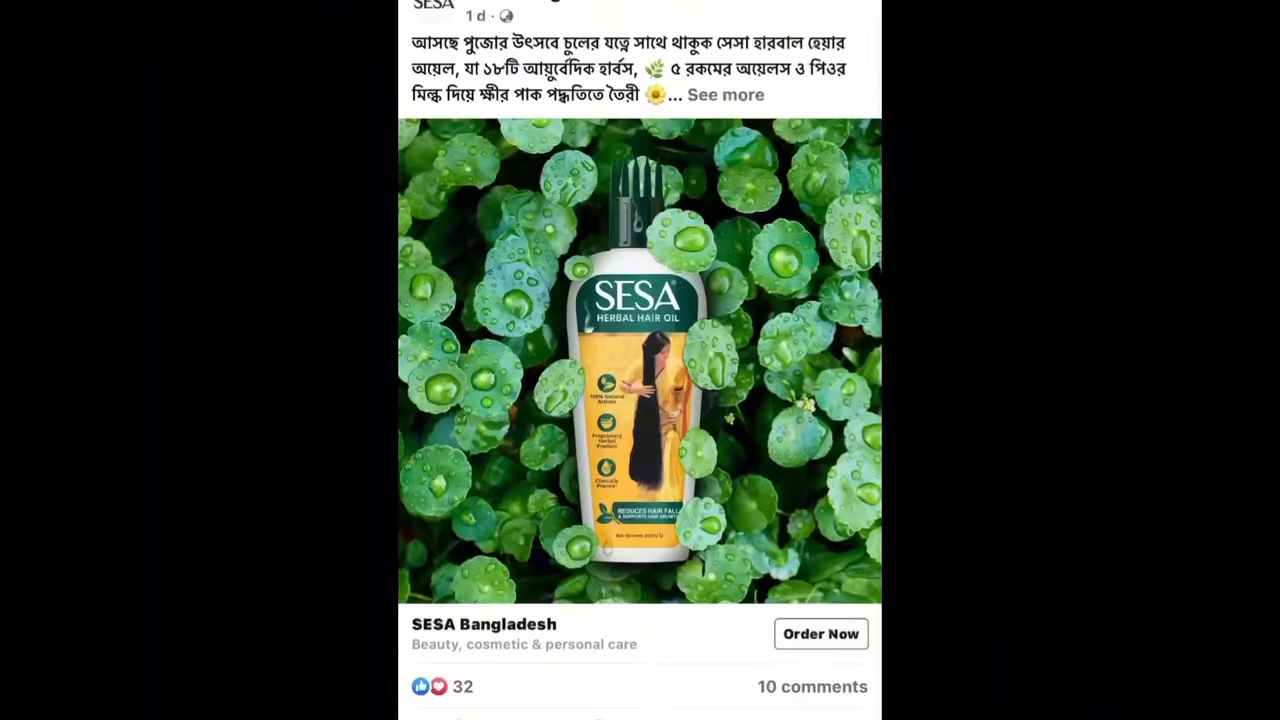 SESA
1 d ·
আসছে পুজোর উৎসবে চুলের যত্নে সাথে থাকুক সেসা হারবাল হেয়ার
অয়েল, যা ১৮টি আয়ুর্বেদিক হার্বস, 🌿 ৫ রকমের অয়েলস ও পিওর
মিল্ক দিয়ে ক্ষীর পাক পদ্ধতিতে তৈরী 🌼... See more
SESA
HERBAL HAIR OIL
100% Natural
Actives
Proprietary
Herbal
Product
Clinically
Proven
REDUCES HAIR FALL
& SUPPORTS HAIR GROWTH
SESA Bangladesh
Beauty, cosmetic & personal care
Order Now
32
10 comments